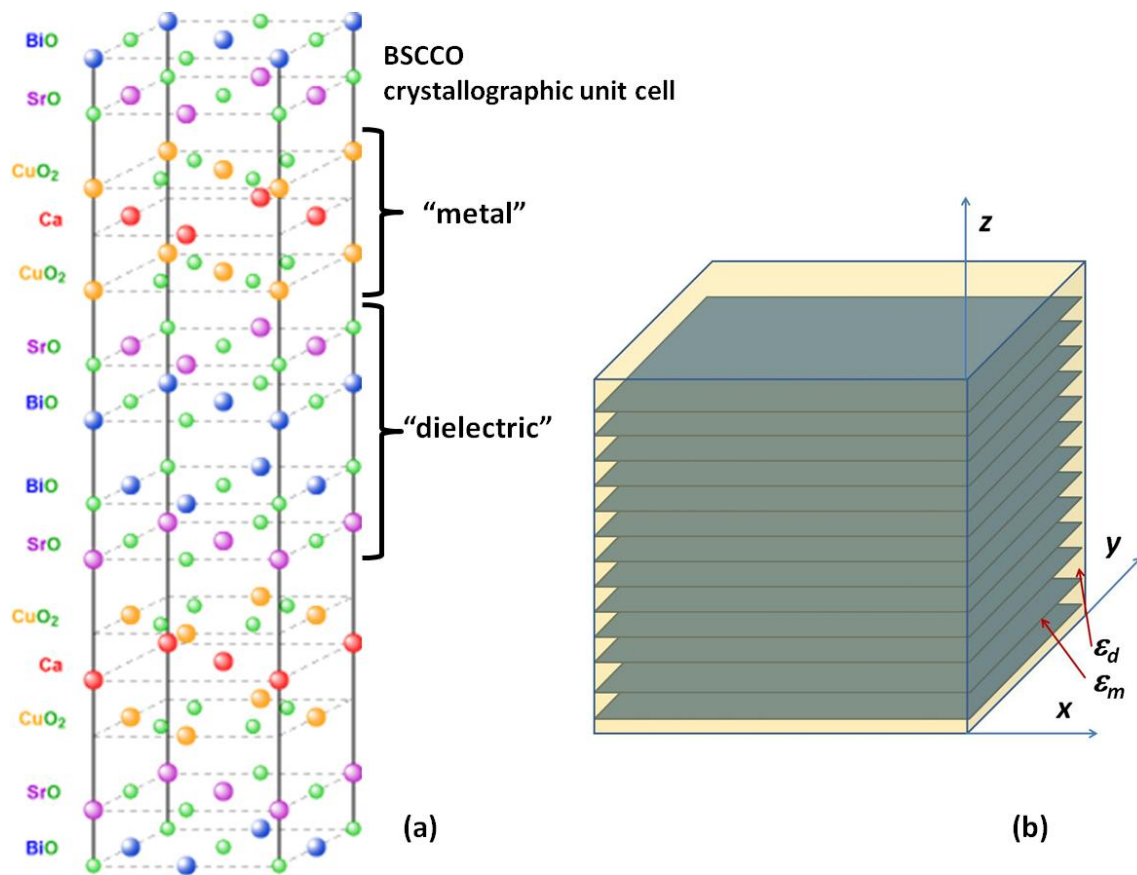 BiO
BSCCO
crystallographic unit cell
SrO
CuO₂
Ca
"metal"
CuO₂
SrO
BiO
"dielectric"
BiO
SrO
CuO₂
Ca
CuO₂
SrO
BiO
(a)
z
y
εd
εm
x
(b)